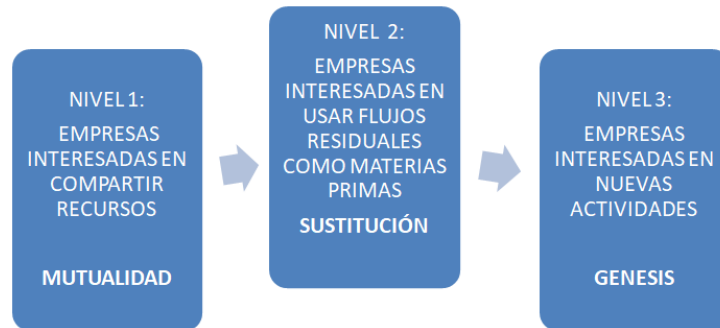 NIVEL 1:
EMPRESAS
INTERESADAS EN
COMPARTIR
RECURSOS
MUTUALIDAD
NIVEL 2:
EMPRESAS
INTERESADAS EN
USAR FLUJOS
RESIDUALES
COMO MATERIAS
PRIMAS
SUSTITUCIÓN
NIVEL 3:
EMPRESAS
INTERESADAS EN
NUEVAS
ACTIVIDADES
GENESIS